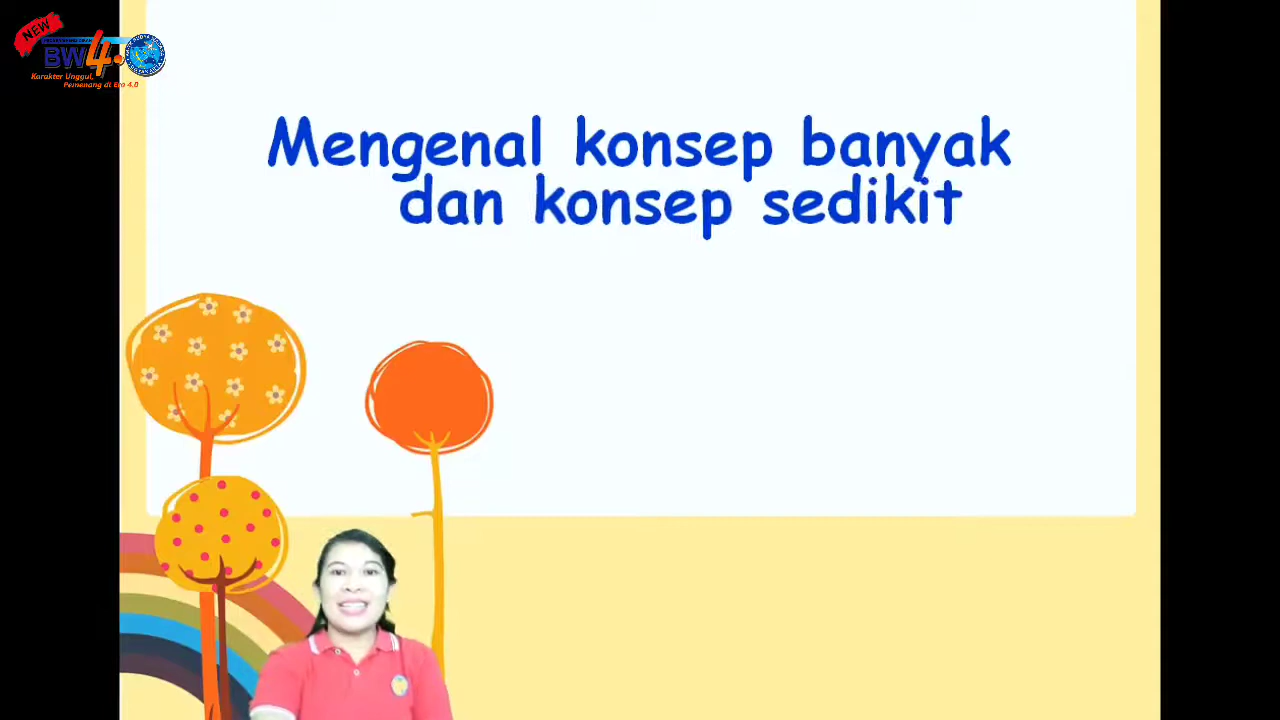 NEW
BW4.0
Karakter Unggul,
Pemenang di Era 4.0
Mengenal konsep banyak
dan konsep sedikit